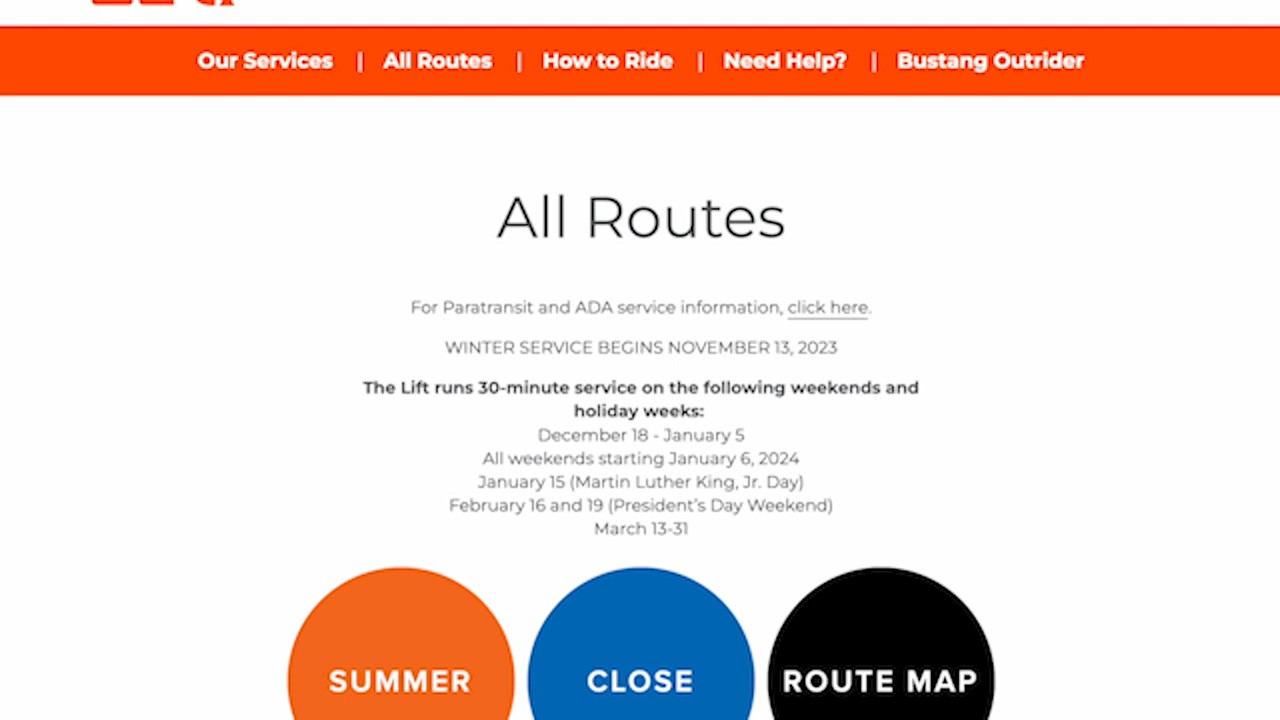 Our Services | All Routes | How to Ride | Need Help? | Bustang Outrider
All Routes
For Paratransit and ADA service information, click here.
WINTER SERVICE BEGINS NOVEMBER 13, 2023
The Lift runs 30-minute service on the following weekends and
holiday weeks:
December 18 - January 5
All weekends starting January 6, 2024
January 15 (Martin Luther King, Jr. Day)
February 16 and 19 (President's Day Weekend)
March 13-31
SUMMER CLOSE ROUTE MAP